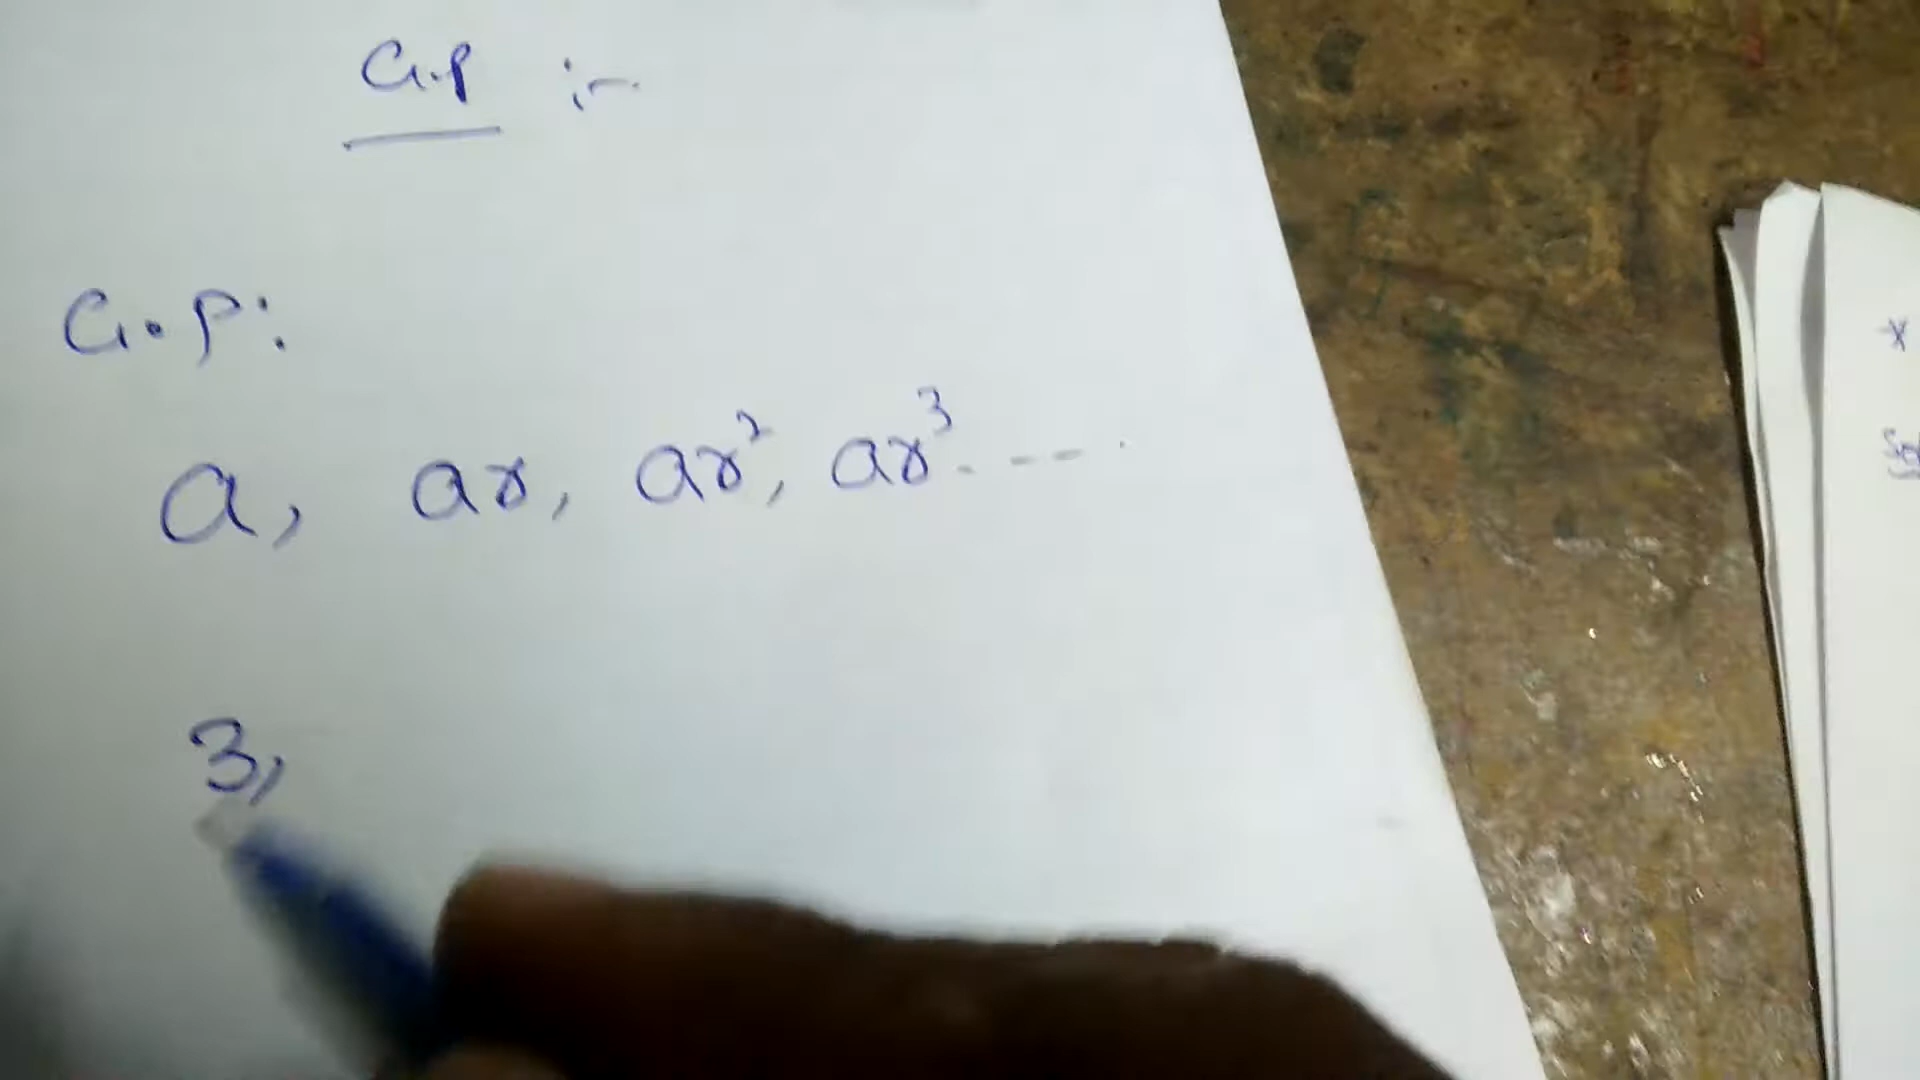 G.P :-
G.P:
a, ar, ar², ar³ - - - -
3,